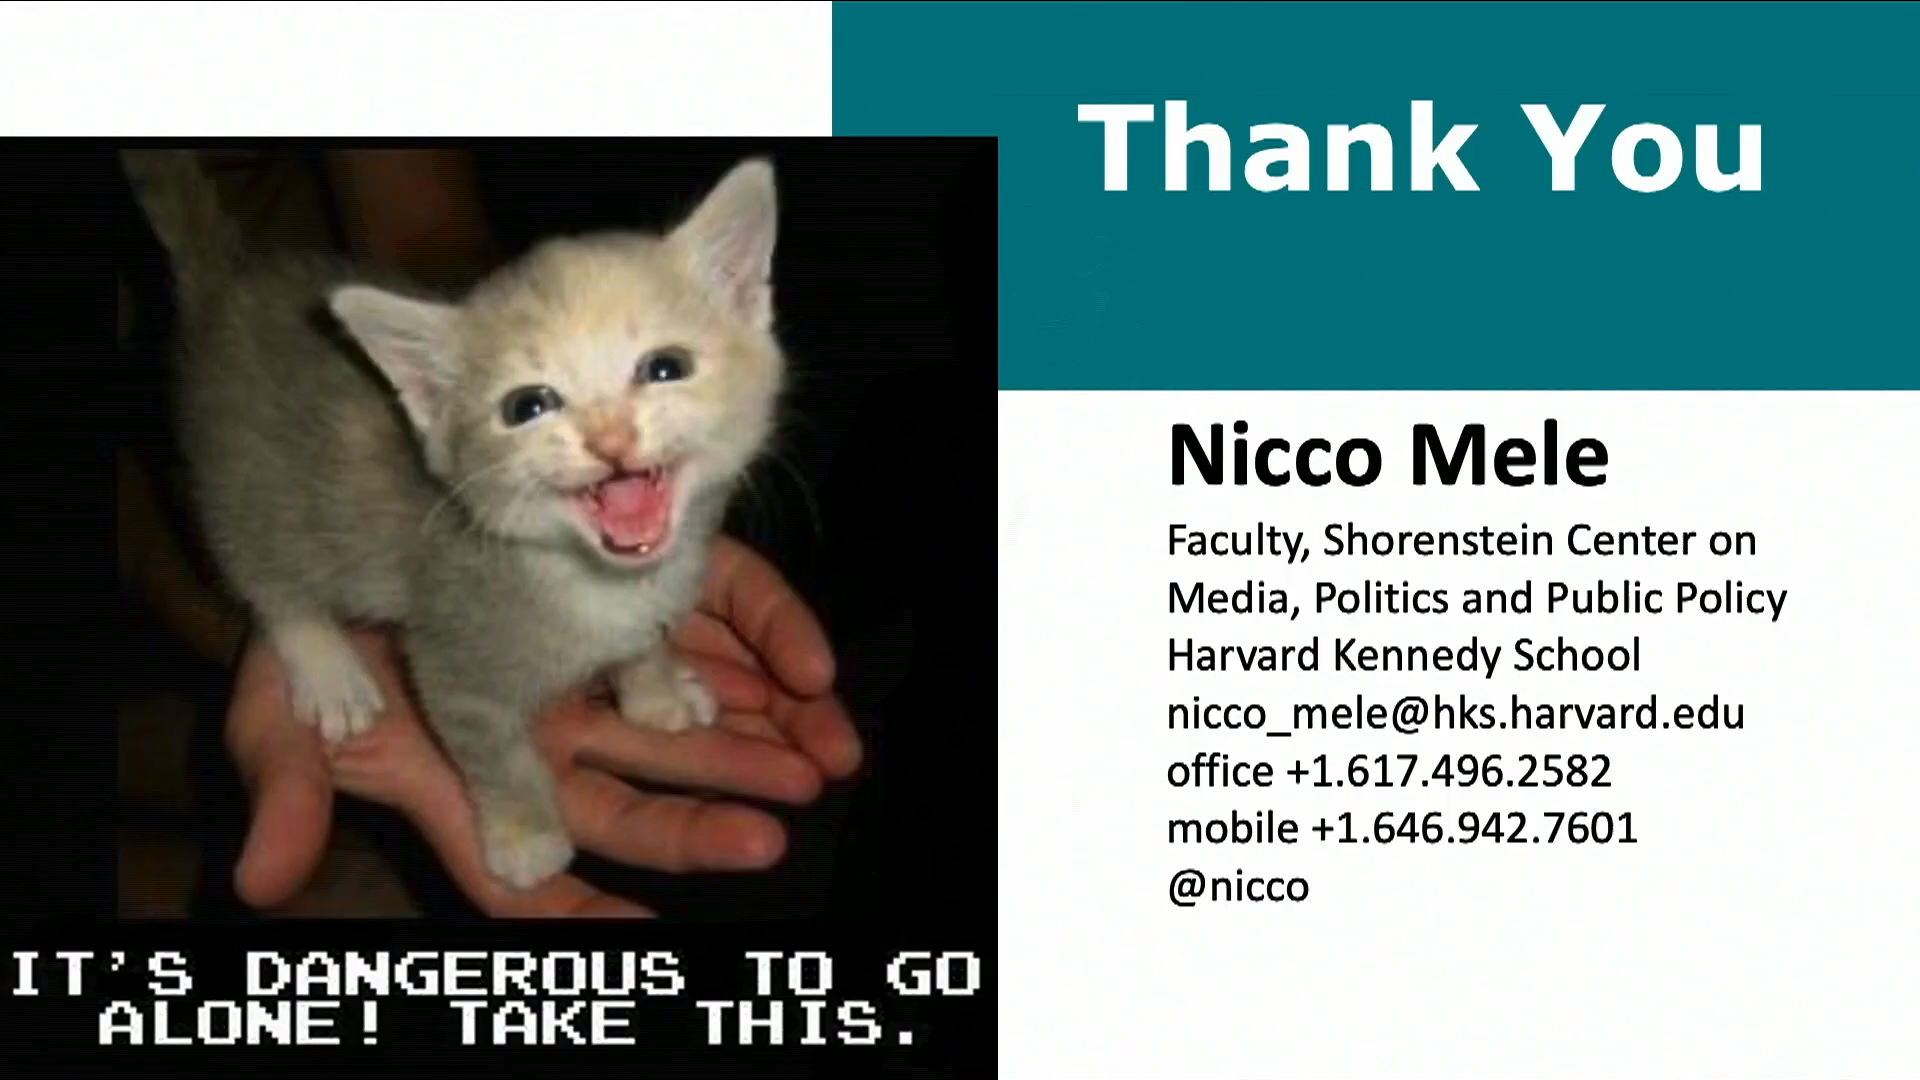 Thank You
Nicco Mele
Faculty, Shorenstein Center on
Media, Politics and Public Policy
Harvard Kennedy School
nicco_mele@hks.harvard.edu
office +1.617.496.2582
mobile +1.646.942.7601
@nicco
IT'S DANGEROUS TO GO
ALONE! TAKE THIS.